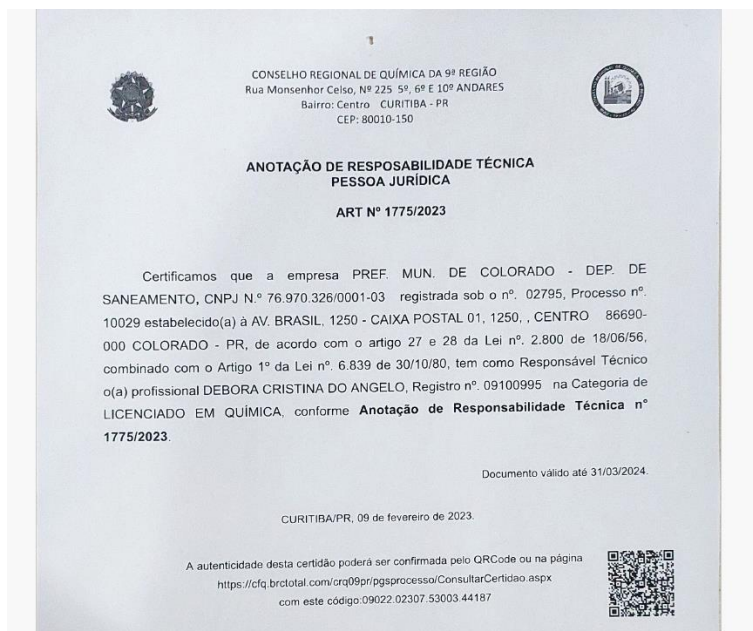 CONSELHO REGIONAL DE QUÍMICA DA 9ª REGIÃO
Rua Monsenhor Celso, Nº 225 5º, 6º E 10º ANDARES
Bairro: Centro CURITIBA - PR
CEP: 80010-150
ANOTAÇÃO DE RESPOSABILIDADE TÉCNICA
PESSOA JURÍDICA
ART Nº 1775/2023
Certificamos que a empresa PREF. MUN. DE COLORADO - DEP. DE
SANEAMENTO, CNPJ N.º 76.970.326/0001-03 registrada sob o nº. 02795, Processo nº.
10029 estabelecido(a) à AV. BRASIL, 1250 - CAIXA POSTAL 01, 1250, , CENTRO 86690-
000 COLORADO - PR, de acordo com o artigo 27 e 28 da Lei nº. 2.800 de 18/06/56,
combinado com o Artigo 1º da Lei nº. 6.839 de 30/10/80, tem como Responsável Técnico
o(a) profissional DEBORA CRISTINA DO ANGELO, Registro nº. 09100995 na Categoria de
LICENCIADO EM QUÍMICA, conforme Anotação de Responsabilidade Técnica nº
1775/2023.
Documento válido até 31/03/2024.
CURITIBA/PR, 09 de fevereiro de 2023.
A autenticidade desta certidão poderá ser confirmada pelo QRCode ou na página
https://cfq.brctotal.com/crq09pr/pgsprocesso/ConsultarCertidao.aspx
com este código:09022.02307.53003.44187